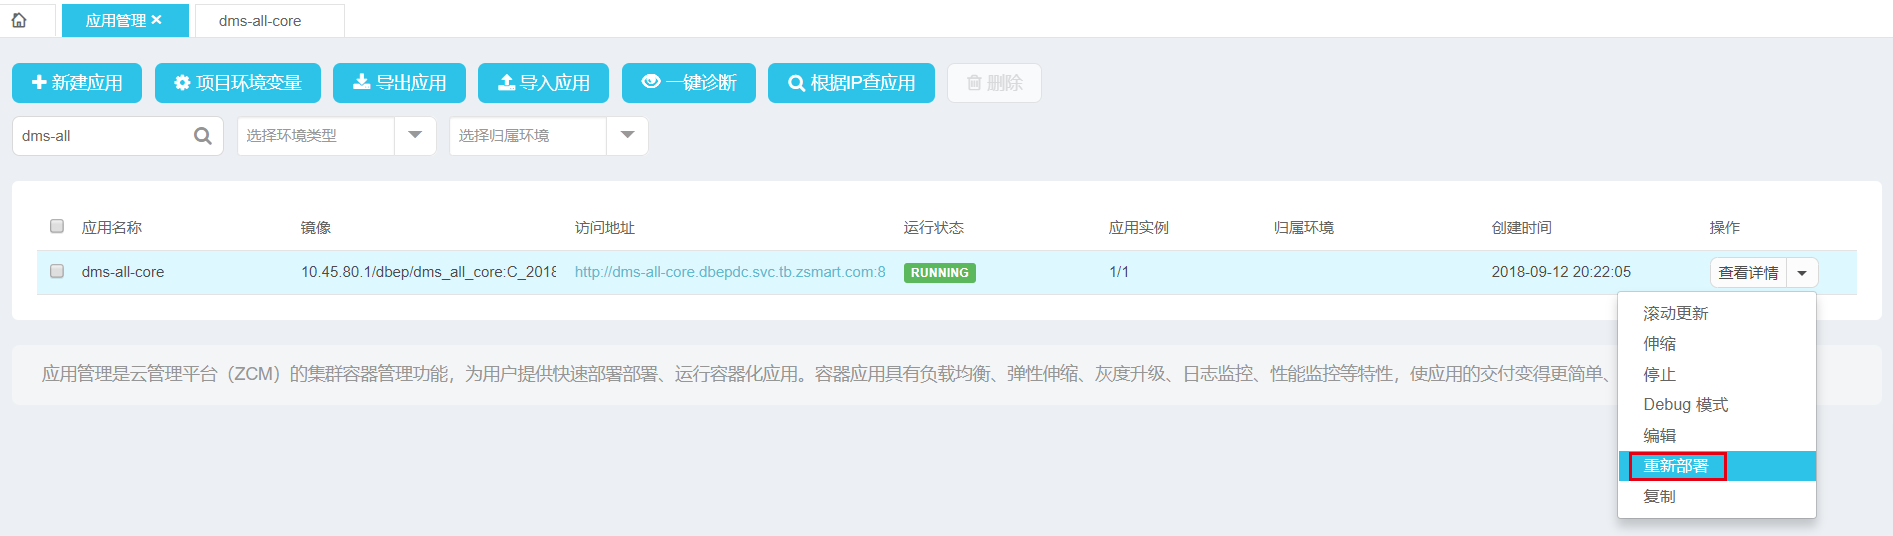 应用管理 ×
dms-all-core
新建应用
项目环境变量
导出应用
导入应用
一键诊断
根据IP查应用
删除
dms-all
选择环境类型
选择归属环境
应用名称 镜像 访问地址 运行状态 应用实例 归属环境 创建时间 操作
dms-all-core 10.45.80.1/dbep/dms_all_core:C_2018 http://dms-all-core.dbepdc.svc.tb.zsmart.com:8 RUNNING 1/1 2018-09-12 20:22:05 查看详情
滚动更新
伸缩
停止
Debug 模式
编辑
重新部署
复制
应用管理是云管理平台（ZCM）的集群容器管理功能，为用户提供快速部署部署、运行容器化应用。容器应用具有负载均衡、弹性伸缩、灰度升级、日志监控、性能监控等特性，使应用的交付变得更简单、